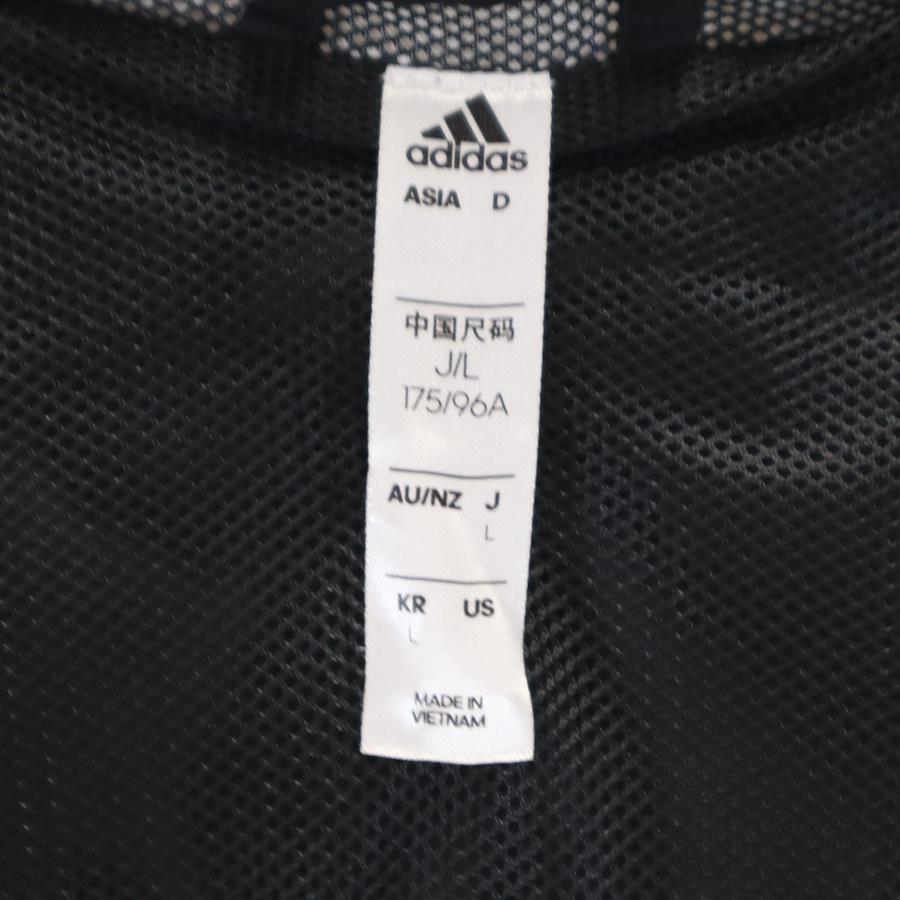 adidas
ASIA D
中国尺码
J/L
175/96A
AU/NZ J
L
KR US
L
MADE IN
VIETNAM